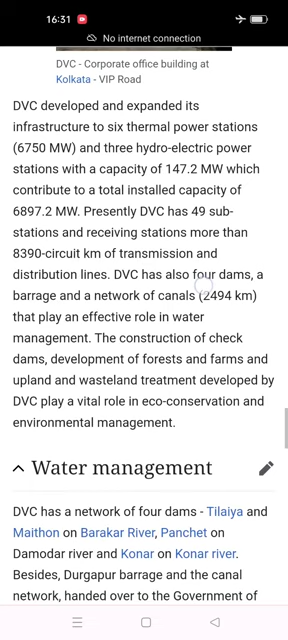 16:31
No internet connection
DVC - Corporate office building at
Kolkata - VIP Road
DVC developed and expanded its
infrastructure to six thermal power stations
(6750 MW) and three hydro-electric power
stations with a capacity of 147.2 MW which
contribute to a total installed capacity of
6897.2 MW. Presently DVC has 49 sub-
stations and receiving stations more than
8390-circuit km of transmission and
distribution lines. DVC has also four dams, a
barrage and a network of canals (2494 km)
that play an effective role in water
management. The construction of check
dams, development of forests and farms and
upland and wasteland treatment developed by
DVC play a vital role in eco-conservation and
environmental management.
Water management
DVC has a network of four dams - Tilaiya and
Maithon on Barakar River, Panchet on
Damodar river and Konar on Konar river.
Besides, Durgapur barrage and the canal
network, handed over to the Government of